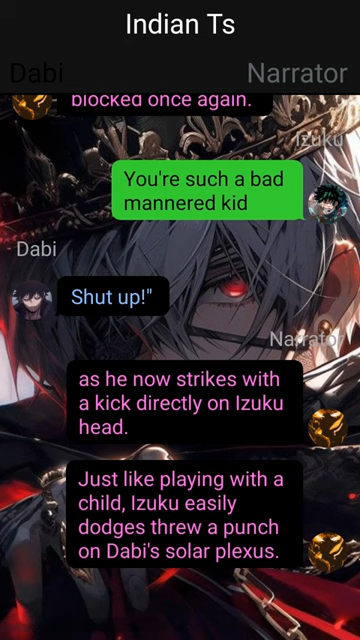 Indian Ts
Dabi
Narrator
blocked once again.
Izuku
You're such a bad
mannered kid
Dabi
Shut up!"
Narrator
as he now strikes with
a kick directly on Izuku
head.
Just like playing with a
child, Izuku easily
dodges threw a punch
on Dabi's solar plexus.